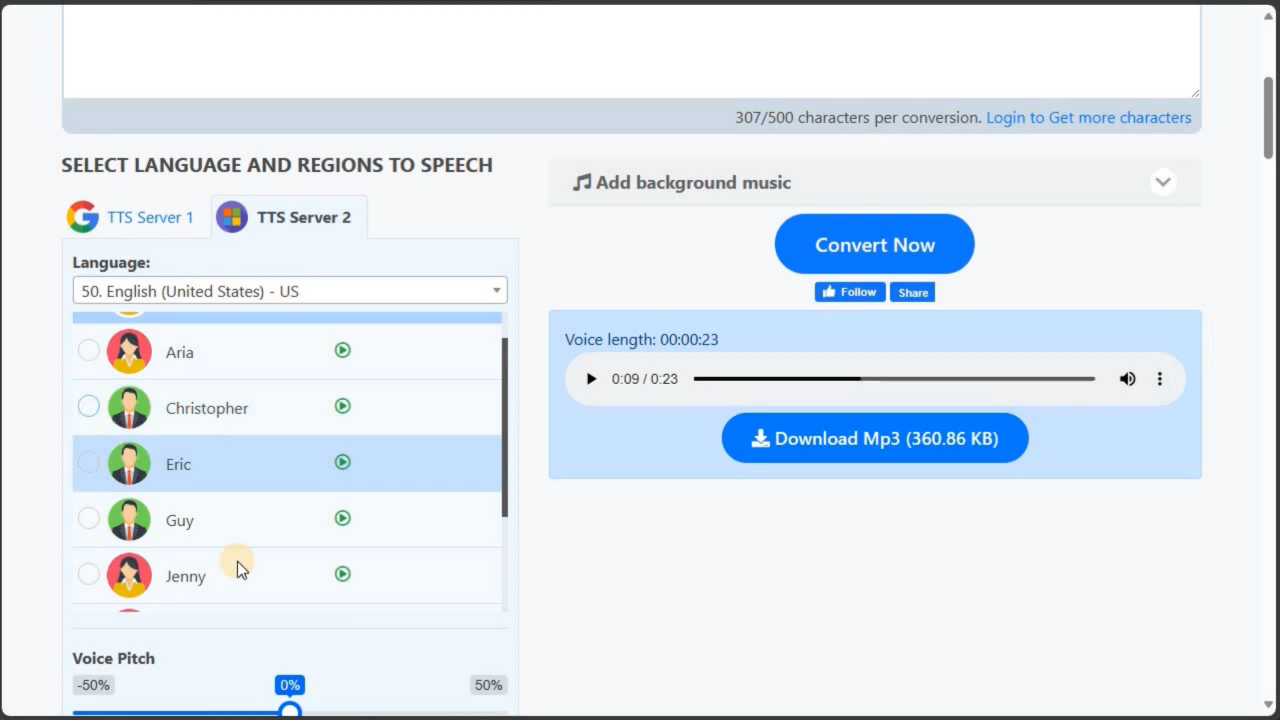 307/500 characters per conversion. Login to Get more characters
SELECT LANGUAGE AND REGIONS TO SPEECH
TTS Server 1
TTS Server 2
Language:
50. English (United States) - US
Aria
Christopher
Eric
Guy
Jenny
Voice Pitch
-50%
0%
50%
Add background music
Convert Now
Follow
Share
Voice length: 00:00:23
0:09 / 0:23
Download Mp3 (360.86 KB)